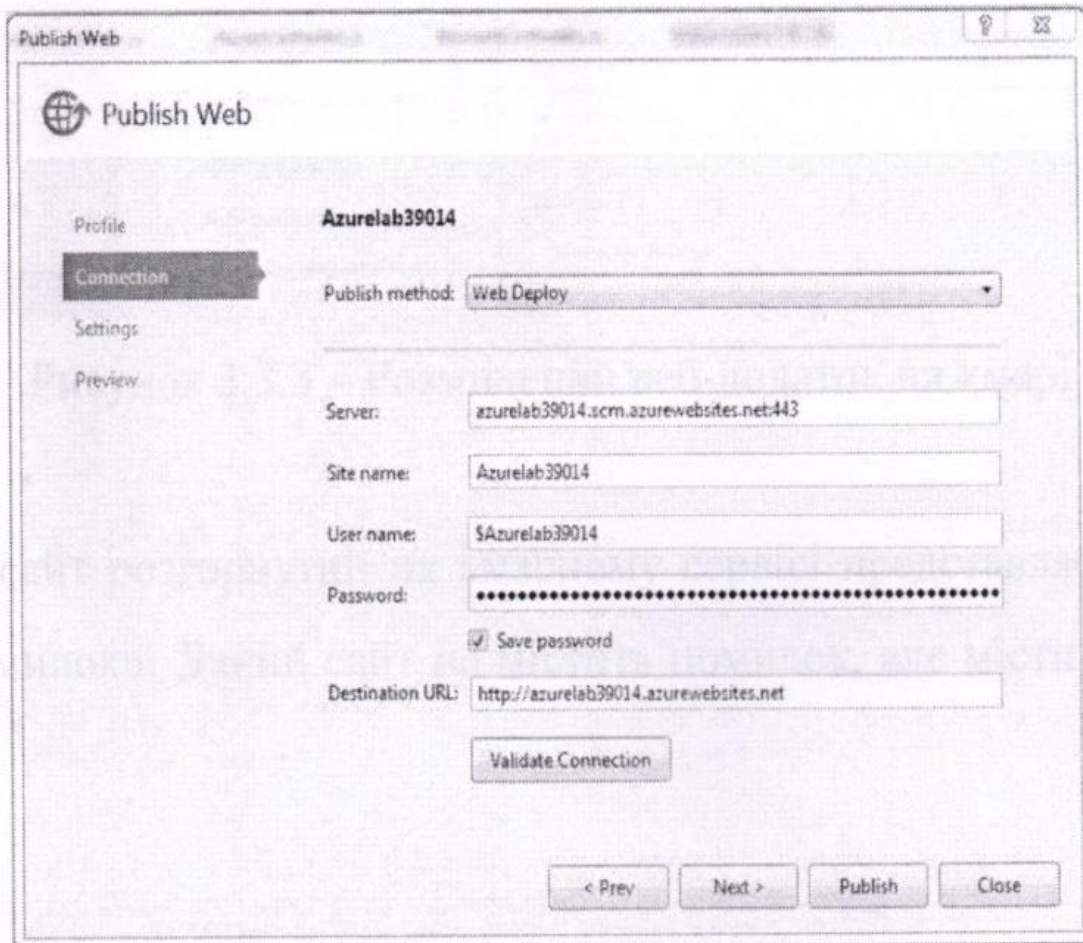 Publish Web
Publish Web
Profile
Connection
Settings
Preview
Azurelab39014
Publish method: Web Deploy
Server: azurelab39014.scm.azurewebsites.net:443
Site name: Azurelab39014
User name: $Azurelab39014
Password: ••••••••••••••••••••••••••••••••••••••••••••••••••••
Save password
Destination URL: http://azurelab39014.azurewebsites.net
Validate Connection
< Prev
Next >
Publish
Close